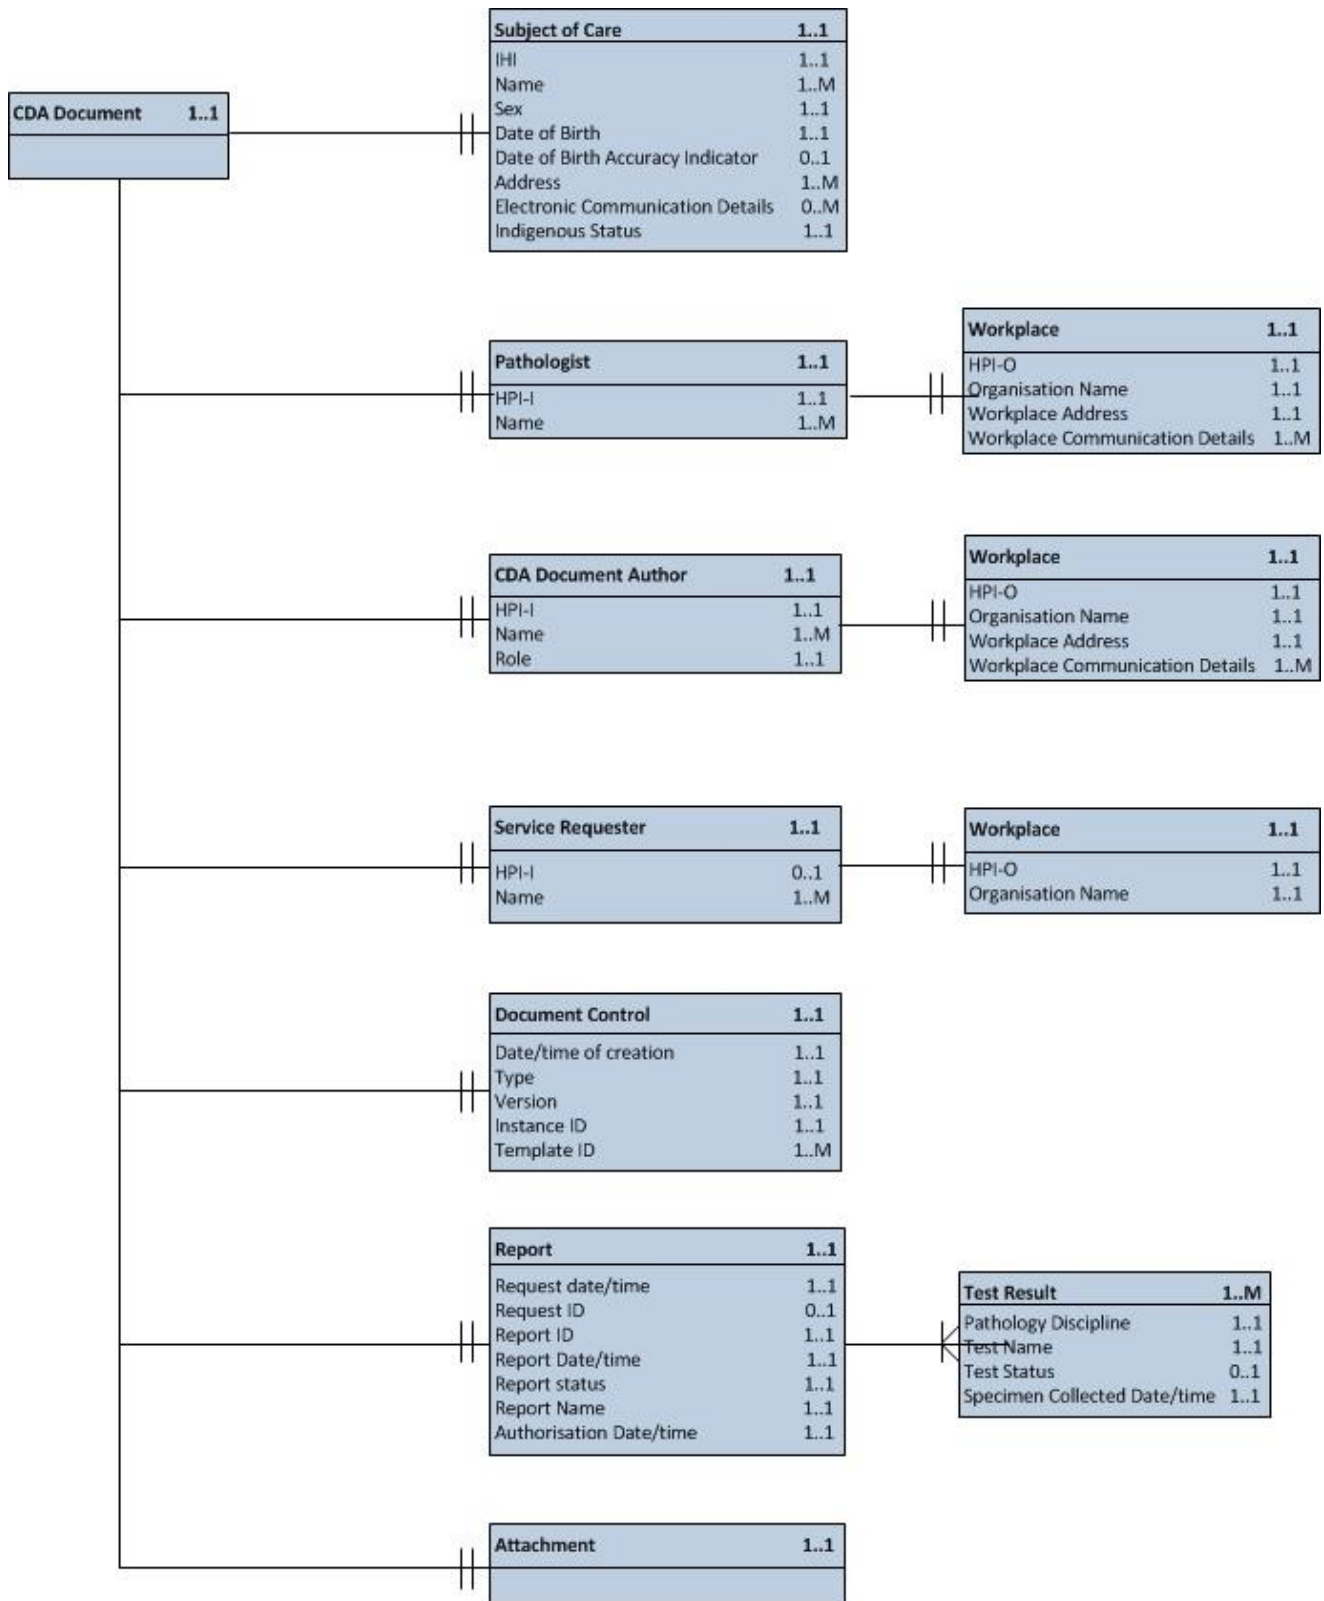 CDA Document 1..1
Subject of Care 1..1
IHI 1..1
Name 1..M
Sex 1..1
Date of Birth 1..1
Date of Birth Accuracy Indicator 0..1
Address 1..M
Electronic Communication Details 0..M
Indigenous Status 1..1
Pathologist 1..1
HPI-I 1..1
Name 1..M
Workplace 1..1
HPI-O 1..1
Organisation Name 1..1
Workplace Address 1..1
Workplace Communication Details 1..M
CDA Document Author 1..1
HPI-I 1..1
Name 1..M
Role 1..1
Workplace 1..1
HPI-O 1..1
Organisation Name 1..1
Workplace Address 1..1
Workplace Communication Details 1..M
Service Requester 1..1
HPI-I 0..1
Name 1..M
Workplace 1..1
HPI-O 1..1
Organisation Name 1..1
Document Control 1..1
Date/time of creation 1..1
Type 1..1
Version 1..1
Instance ID 1..1
Template ID 1..M
Report 1..1
Request date/time 1..1
Request ID 0..1
Report ID 1..1
Report Date/time 1..1
Report status 1..1
Report Name 1..1
Authorisation Date/time 1..1
Test Result 1..M
Pathology Discipline 1..1
Test Name 1..1
Test Status 0..1
Specimen Collected Date/time 1..1
Attachment 1..1